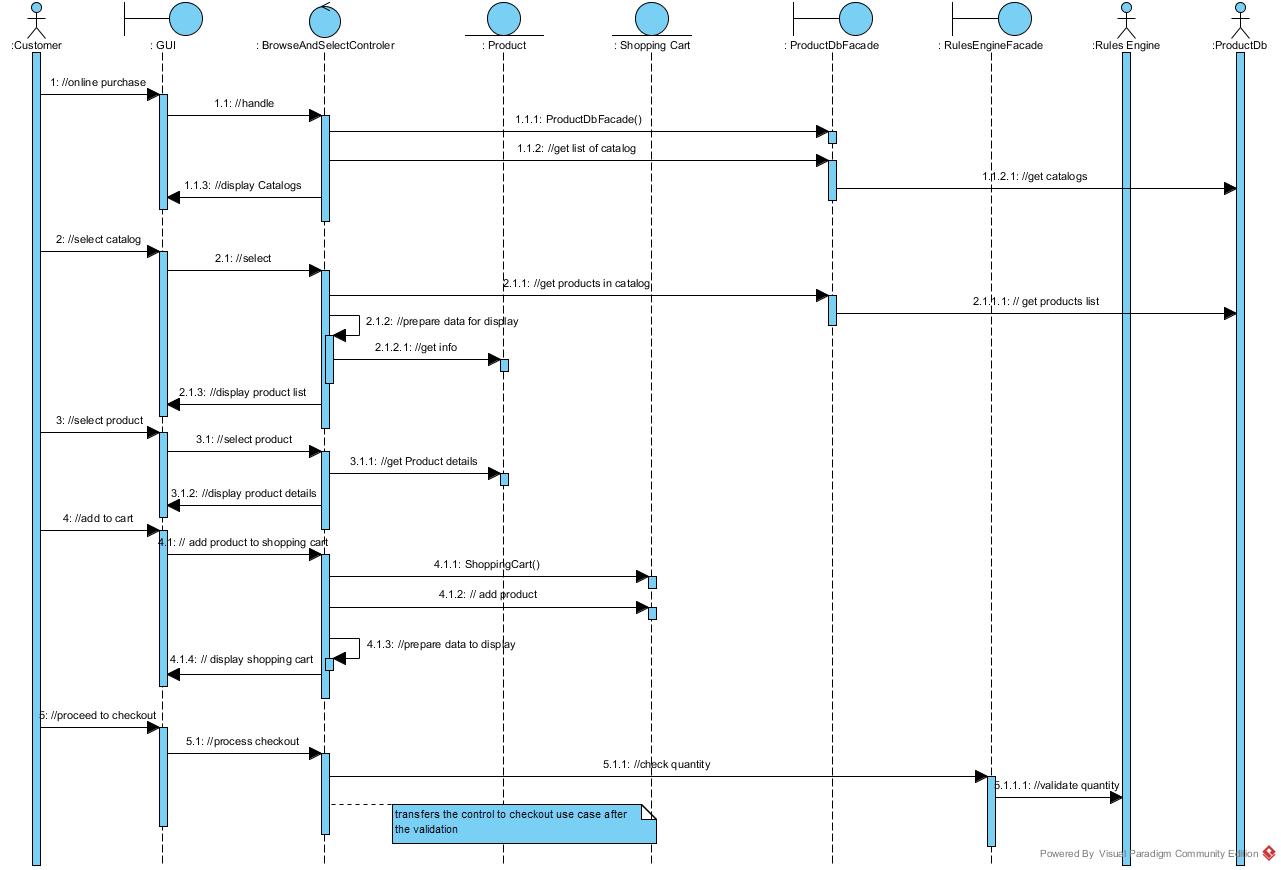 :Customer
: GUI
: BrowseAndSelectControler
: Product
: Shopping Cart
: ProductDbFacade
: RulesEngineFacade
:Rules Engine
:ProductDb
1: //online purchase
1.1: //handle
1.1.1: ProductDbFacade()
1.1.2: //get list of catalog
1.1.2.1: //get catalogs
1.1.3: //display Catalogs
2: //select catalog
2.1: //select
2.1.1: //get products in catalog
2.1.1.1: // get products list
2.1.2: //prepare data for display
2.1.2.1: //get info
2.1.3: //display product list
3: //select product
3.1: //select product
3.1.1: //get Product details
3.1.2: //display product details
4: //add to cart
4.1: // add product to shopping cart
4.1.1: ShoppingCart()
4.1.2: // add product
4.1.3: //prepare data to display
4.1.4: // display shopping cart
5: //proceed to checkout
5.1: //process checkout
5.1.1: //check quantity
5.1.1.1: //validate quantity
transfers the control to checkout use case after
the validation
Powered By Visual Paradigm Community Edition